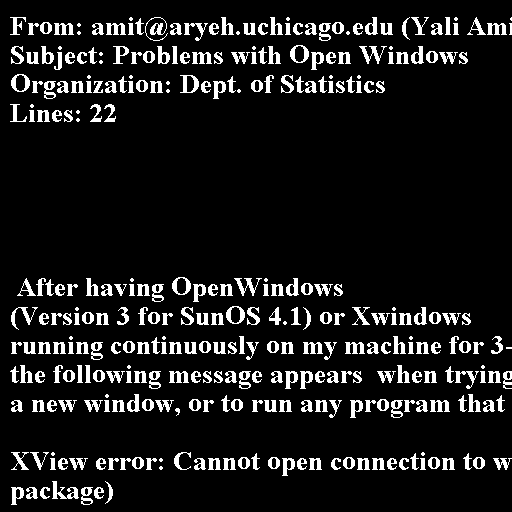 From: amit@aryeh.uchicago.edu (Yali Ami
Subject: Problems with Open Windows
Organization: Dept. of Statistics
Lines: 22
After having OpenWindows
(Version 3 for SunOS 4.1) or Xwindows
running continuously on my machine for 3-
the following message appears  when trying
a new window, or to run any program that
XView error: Cannot open connection to w
package)